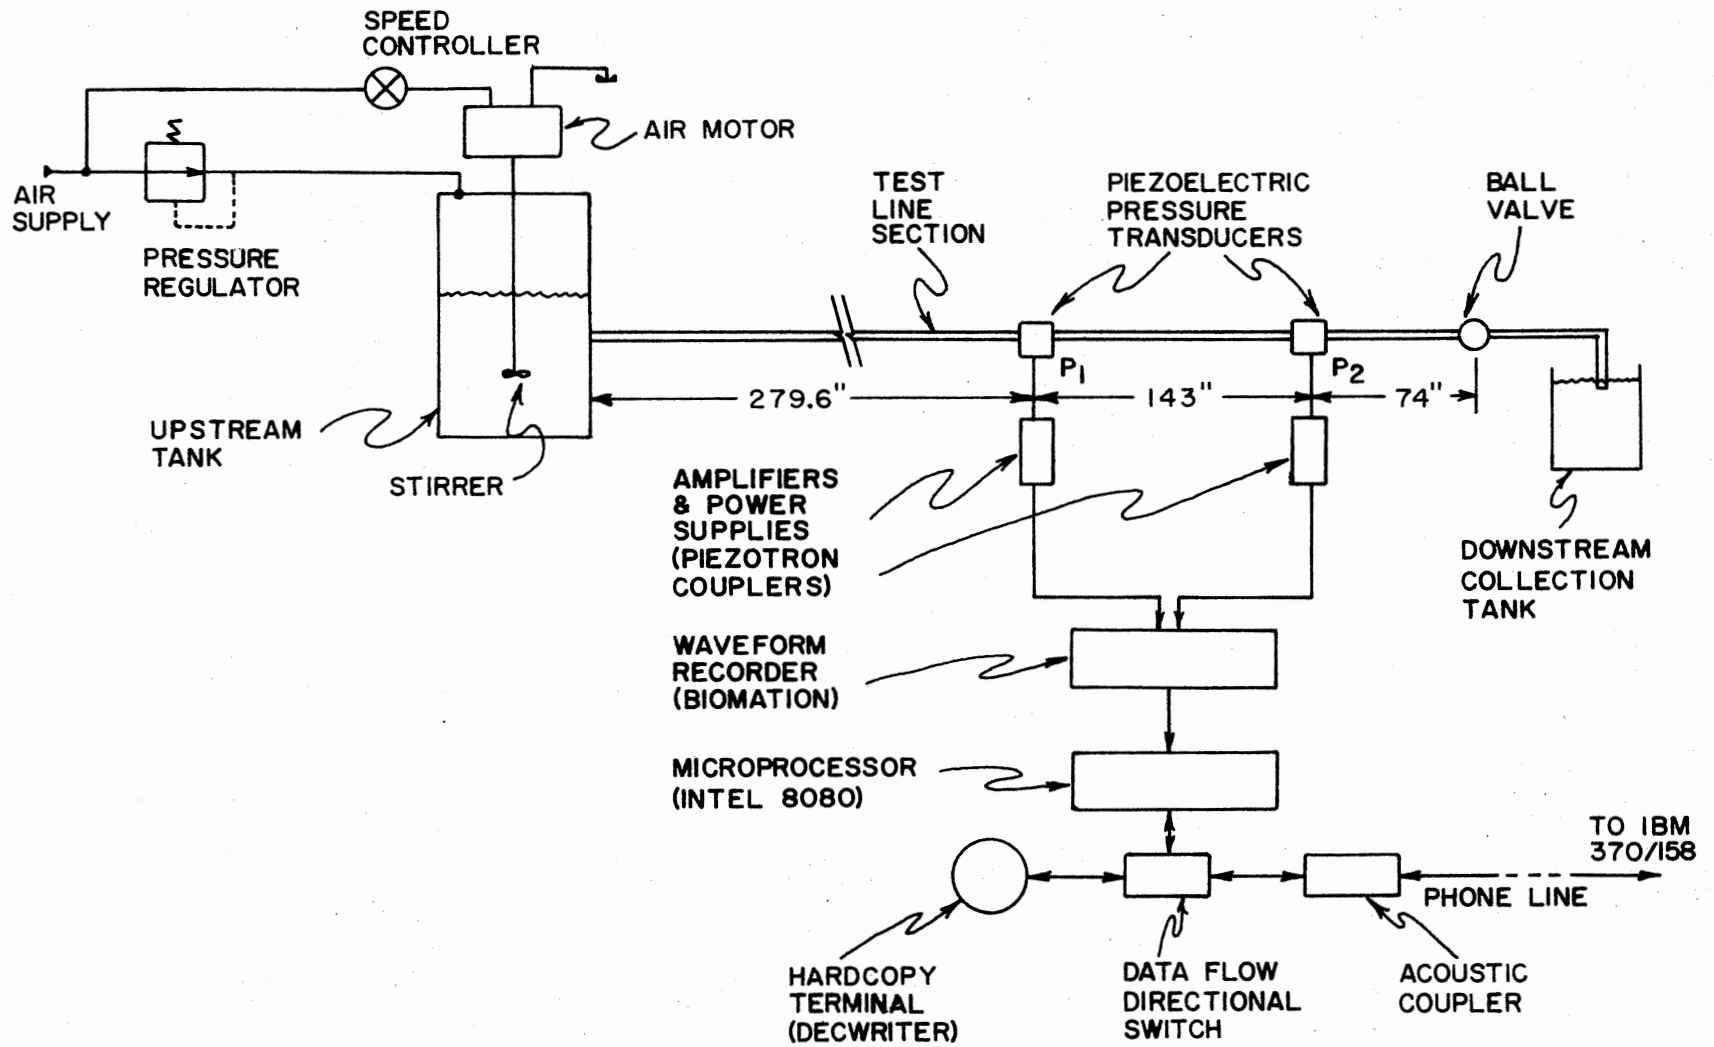 SPEED
CONTROLLER
AIR MOTOR
AIR
SUPPLY
PRESSURE
REGULATOR
TEST
LINE
SECTION
PIEZOELECTRIC
PRESSURE
TRANSDUCERS
BALL
VALVE
P1
P2
279.6"
143"
74"
UPSTREAM
TANK
STIRRER
AMPLIFIERS
& POWER
SUPPLIES
(PIEZOTRON
COUPLERS)
DOWNSTREAM
COLLECTION
TANK
WAVEFORM
RECORDER
(BIOMATION)
MICROPROCESSOR
(INTEL 8080)
TO IBM
370/158
PHONE LINE
HARDCOPY
TERMINAL
(DECWRITER)
DATA FLOW
DIRECTIONAL
SWITCH
ACOUSTIC
COUPLER